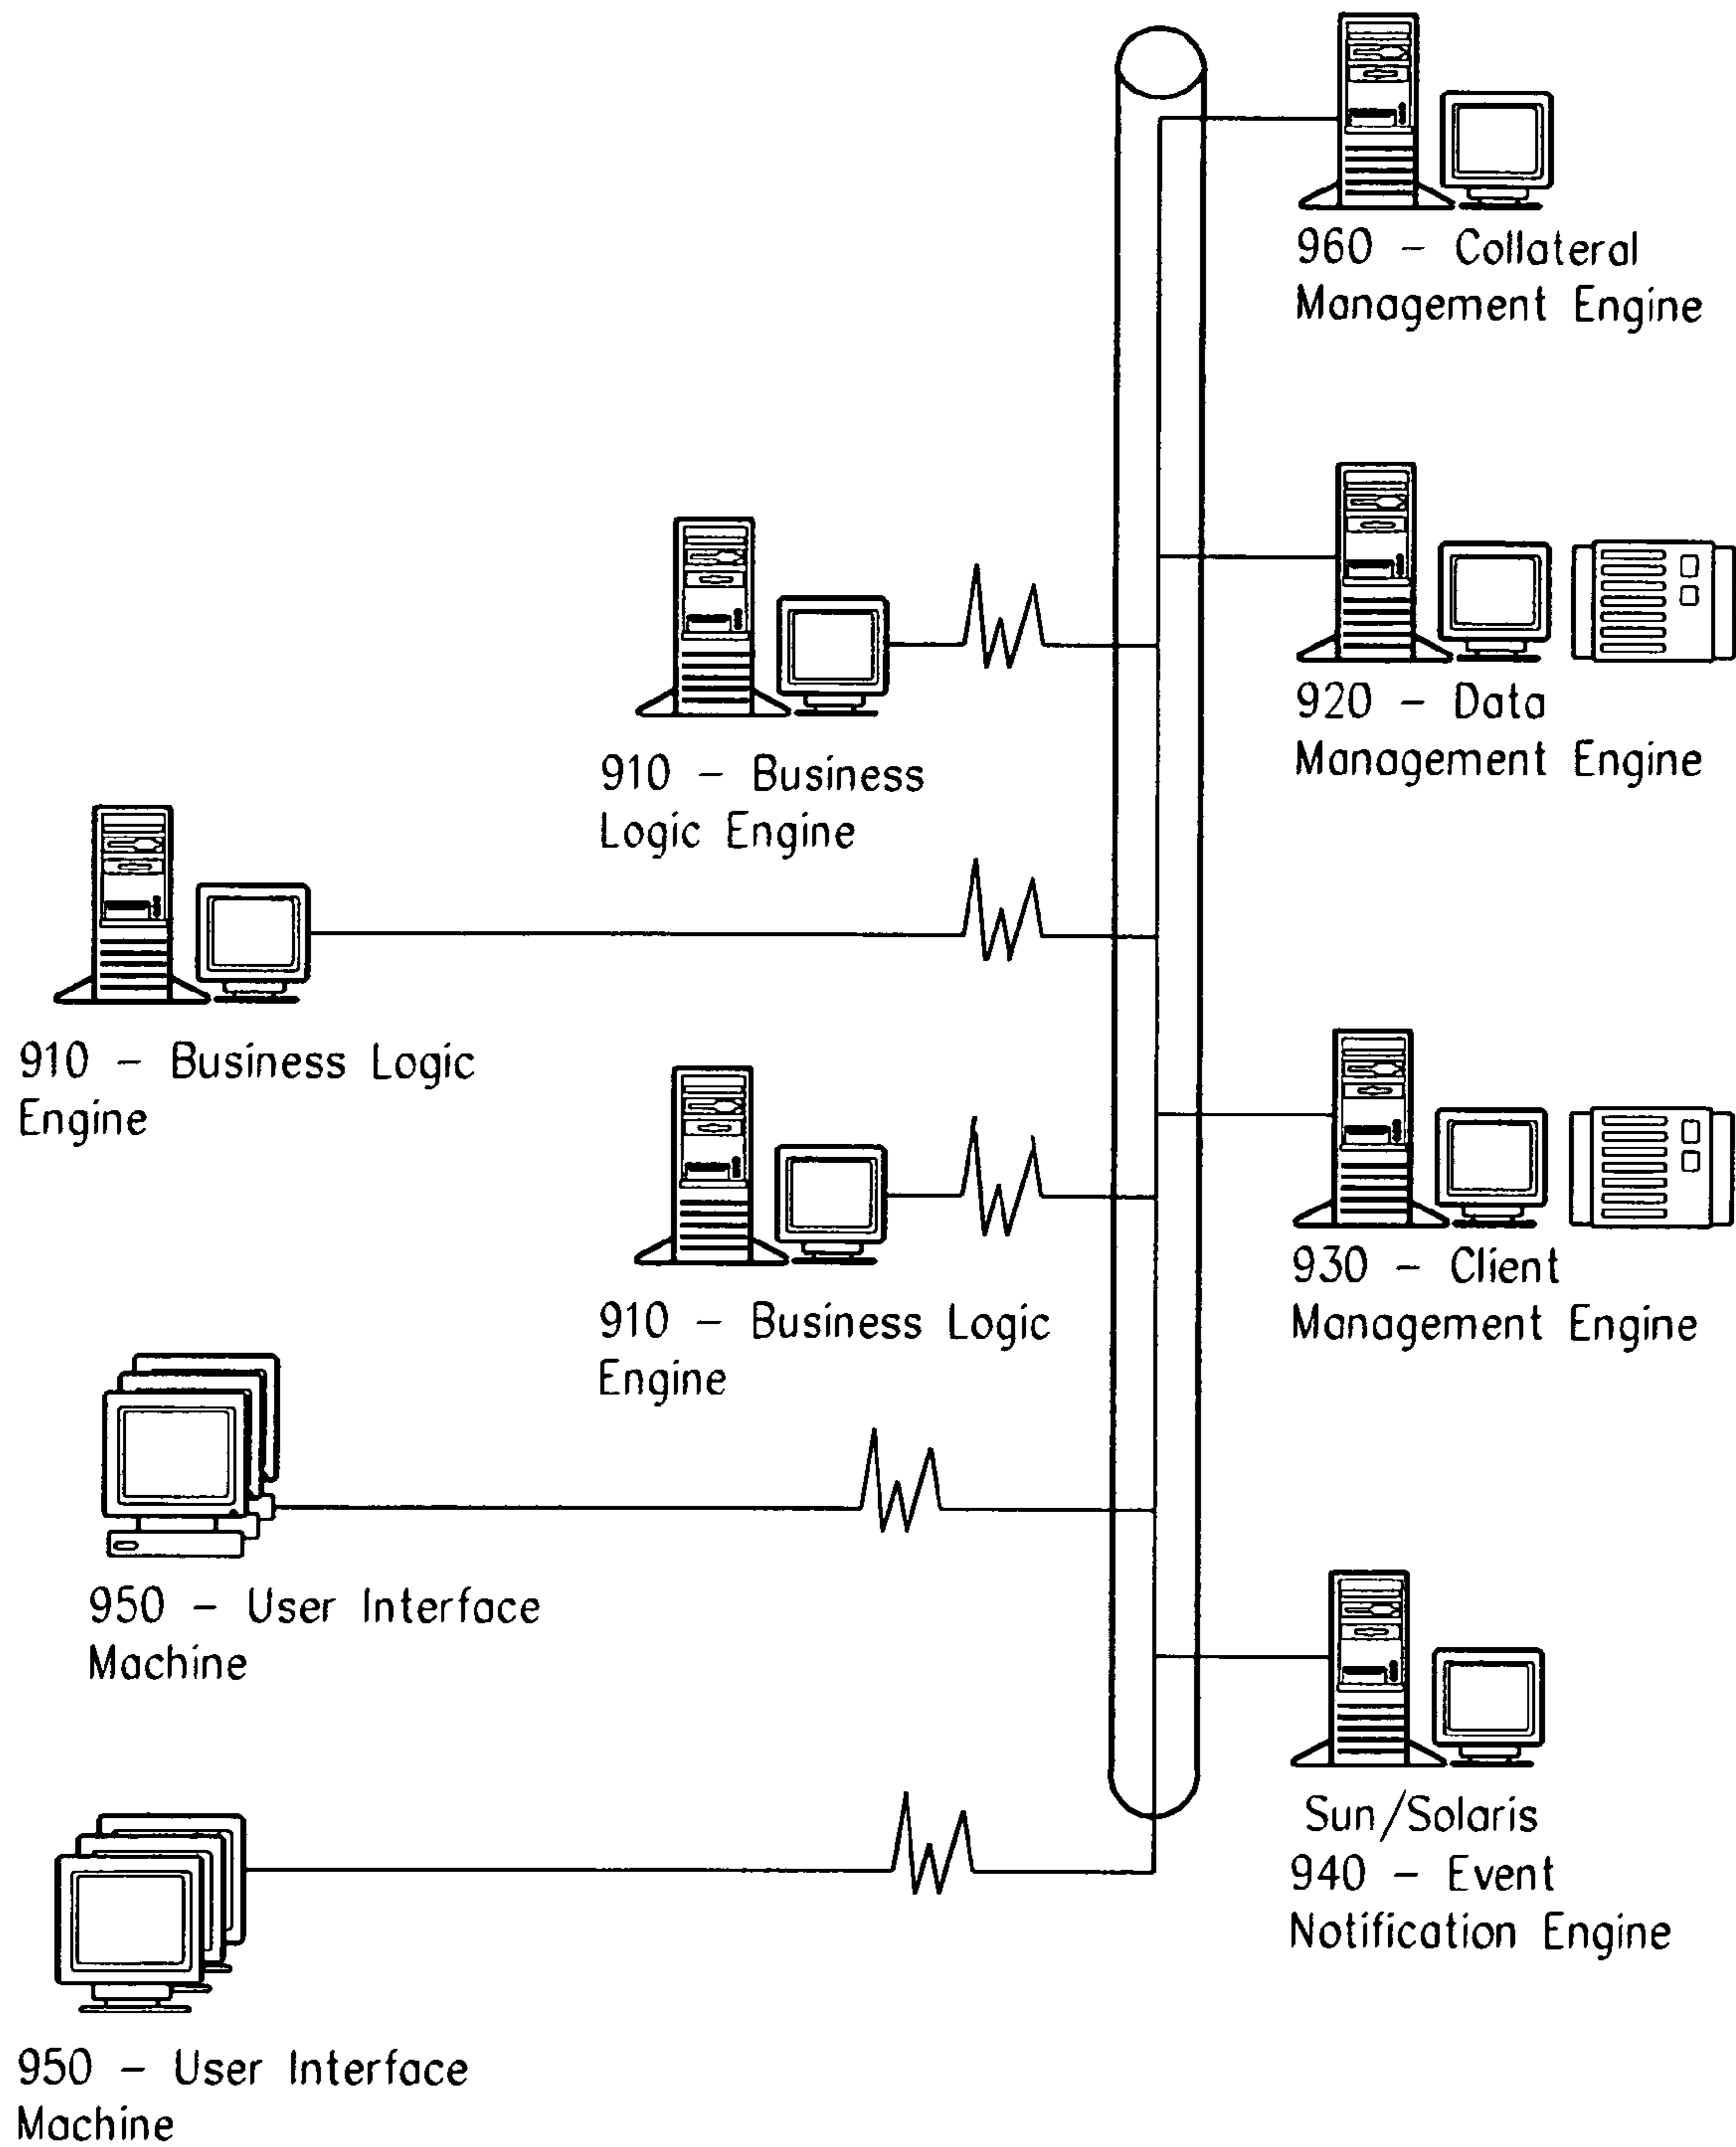 960 - Collateral
Management Engine
920 - Data
Management Engine
910 - Business
Logic Engine
910 - Business Logic
Engine
930 - Client
Management Engine
910 - Business Logic
Engine
950 - User Interface
Machine
Sun/Solaris
940 - Event
Notification Engine
950 - User Interface
Machine